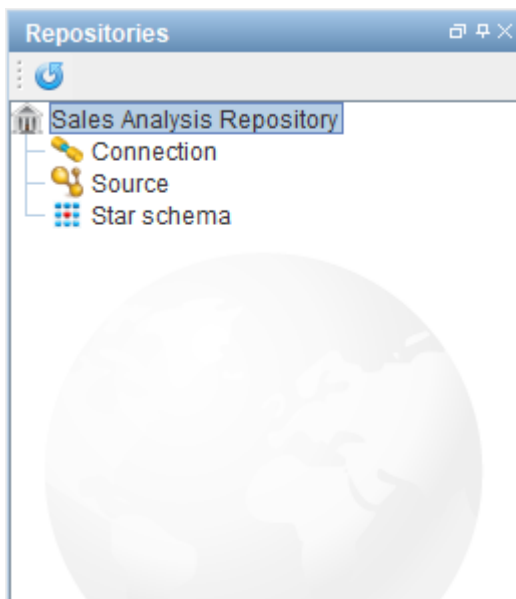 Repositories
Sales Analysis Repository
Connection
Source
Star schema